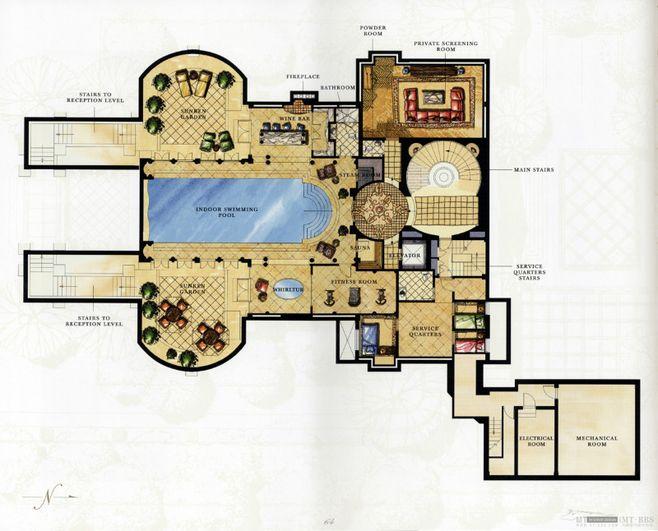 POWDER
ROOM
PRIVATE SCREENING
ROOM
FIREPLACE
STAIRS TO
RECEPTION LEVEL
BATHROOM
SUNKEN
GARDEN
WINE BAR
MAIN STAIRS
STEAM ROOM
INDOOR SWIMMING
POOL
SAUNA
ELEVATOR
SERVICE
QUARTERS
STAIRS
SUNKEN
GARDEN
WHIRLTUB
FITNESS ROOM
STAIRS TO
RECEPTION LEVEL
SERVICE
QUARTERS
ELECTRICAL
ROOM
MECHANICAL
ROOM
N
64